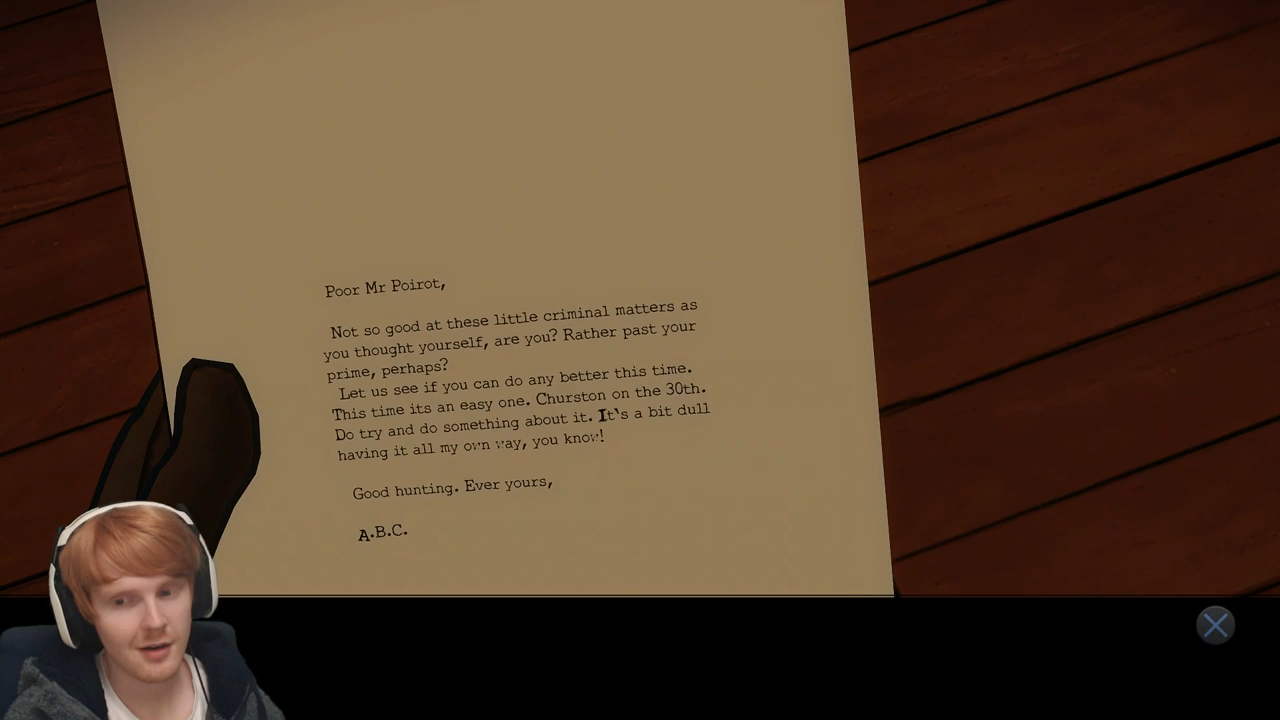 Poor Mr Poirot,
Not so good at these little criminal matters as
you thought yourself, are you? Rather past your
prime, perhaps?
Let us see if you can do any better this time.
This time its an easy one. Churston on the 30th.
Do try and do something about it. It's a bit dull
having it all my own way, you know!
Good hunting. Ever yours,
A.B.C.